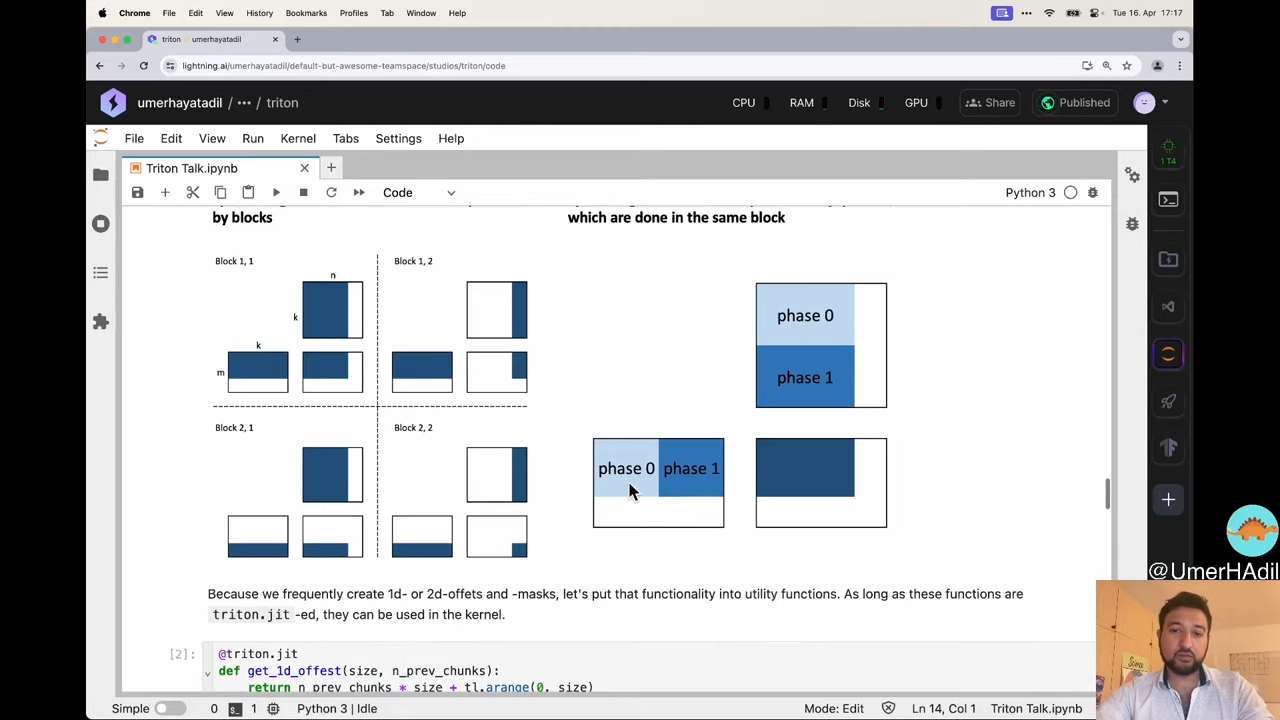 Chrome File Edit View History Bookmarks Profiles Tab Window Help
Tue 16. Apr 17:17
triton umerhayatadil
lightning.ai/umerhayatadil/default-but-awesome-teamspace/studios/triton/code
umerhayatadil / ··· / triton
CPU RAM Disk GPU Share Published
File Edit View Run Kernel Tabs Settings Help
Triton Talk.ipynb
Code
Python 3
1 T4
by blocks
which are done in the same block
Block 1, 1
Block 1, 2
n
k
k
m
phase 0
phase 1
Block 2, 1
Block 2, 2
phase 0 phase 1
Because we frequently create 1d- or 2d-offets and -masks, let's put that functionality into utility functions. As long as these functions are
triton.jit -ed, they can be used in the kernel.
[2]:
@triton.jit
def get_1d_offest(size, n_prev_chunks):
return n_prev_chunks * size + tl.arange(0, size)
@UmerHAdil
Simple 0 1 Python 3 | Idle
Mode: Edit Ln 14, Col 1 Triton Talk.ipynb